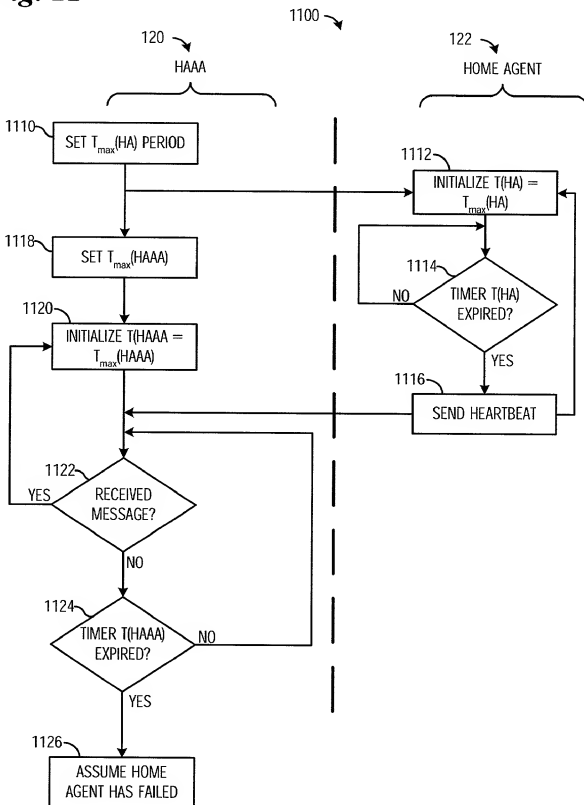 1100
120
HAAA
122
HOME AGENT
1110
SET Tmax(HA) PERIOD
1112
INITIALIZE T(HA) =
Tmax(HA)
1118
SET Tmax(HAAA)
1114
TIMER T(HA)
EXPIRED?
NO
YES
1120
INITIALIZE T(HAAA =
Tmax(HAAA)
1116
SEND HEARTBEAT
1122
RECEIVED
MESSAGE?
YES
NO
1124
TIMER T(HAAA)
EXPIRED?
NO
YES
1126
ASSUME HOME
AGENT HAS FAILED